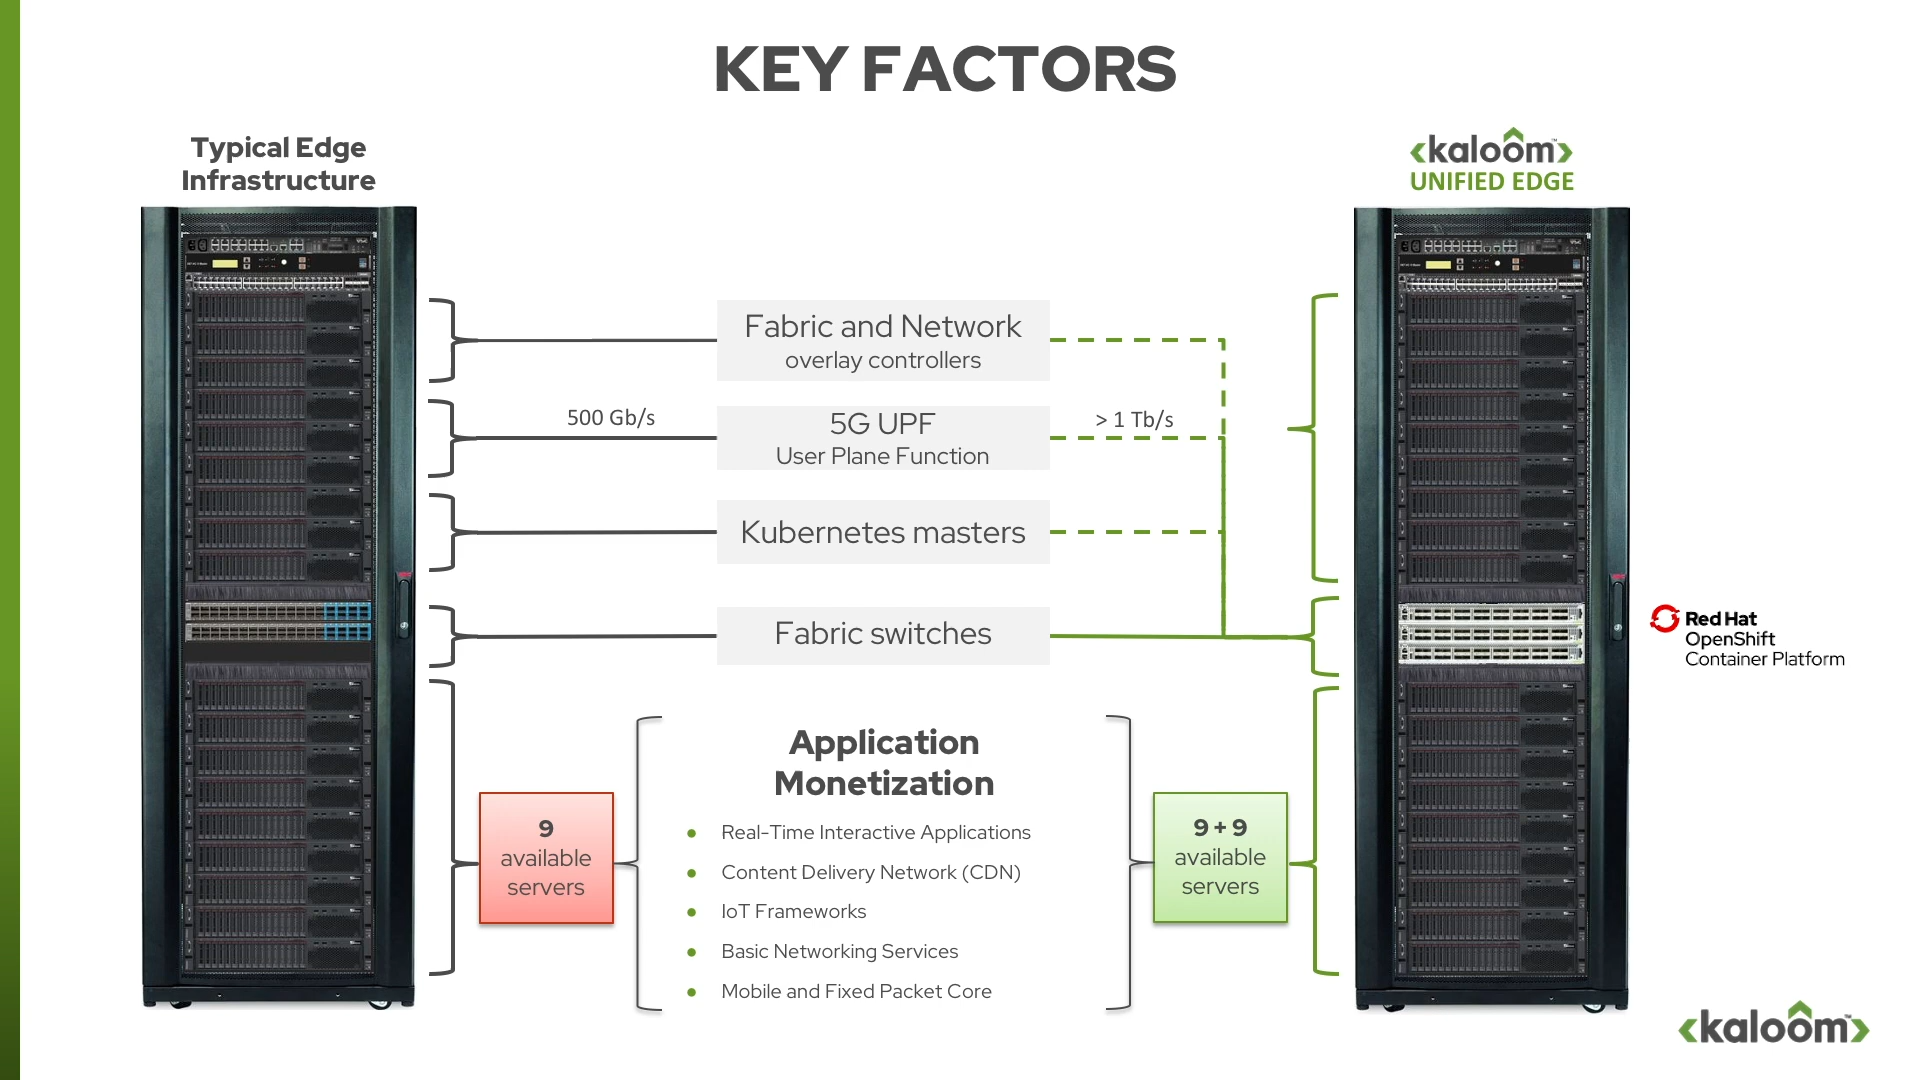 KEY FACTORS
Typical Edge
Infrastructure
kaloom™
UNIFIED EDGE
Fabric and Network
overlay controllers
500 Gb/s
5G UPF
User Plane Function
> 1 Tb/s
Kubernetes masters
Fabric switches
Red Hat
OpenShift
Container Platform
Application
Monetization
9
available
servers
● Real-Time Interactive Applications
● Content Delivery Network (CDN)
● IoT Frameworks
● Basic Networking Services
● Mobile and Fixed Packet Core
9 + 9
available
servers
kaloom™